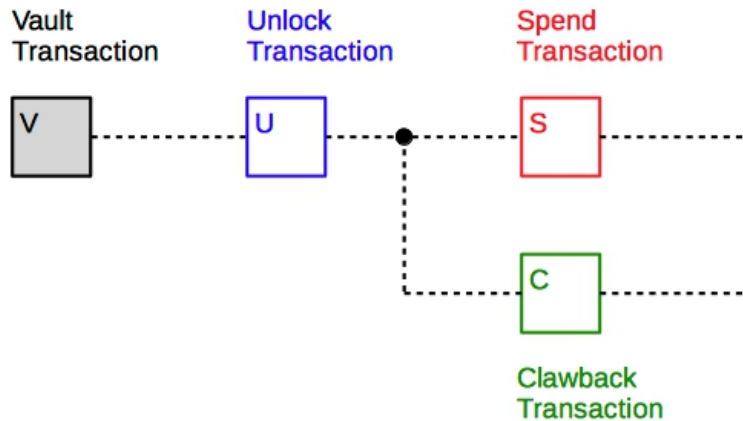 Vault
Transaction
Unlock
Transaction
Spend
Transaction
V
U
S
C
Clawback
Transaction